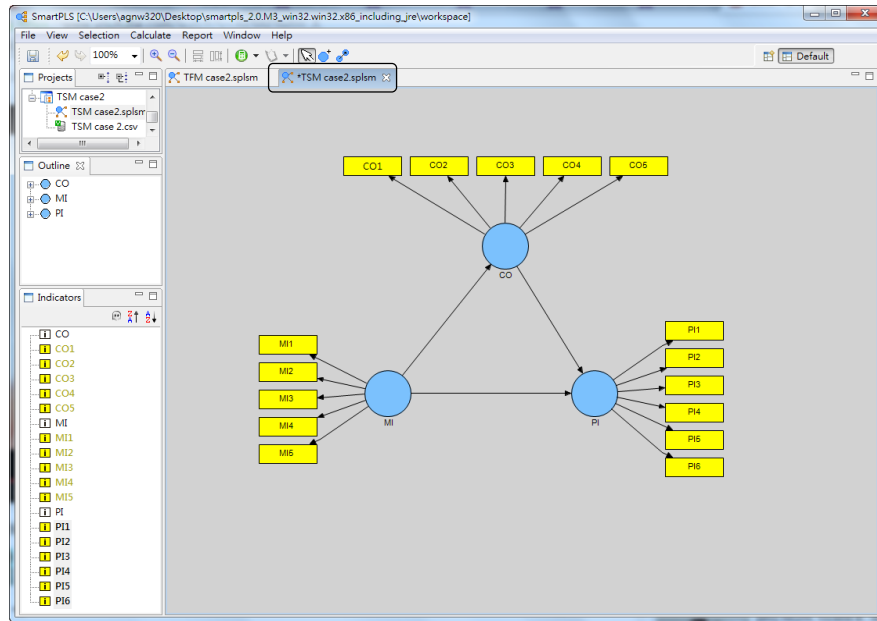 SmartPLS [C:\Users\agnw320\Desktop\smartpls_2.0.M3_win32.win32.x86_including_jre\workspace]
File View Selection Calculate Report Window Help
100% Default
Projects
TSM case2
TSM case2.splsm
TSM case 2.csv
TFM case2.splsm *TSM case2.splsm
Outline
CO
MI
PI
Indicators
CO
CO1
CO2
CO3
CO4
CO5
MI
MI1
MI2
MI3
MI4
MI5
PI
PI1
PI2
PI3
PI4
PI5
PI6
CO1 CO2 CO3 CO4 CO5
CO
MI1
MI2
MI3
MI4
MI5
MI
PI
PI1
PI2
PI3
PI4
PI5
PI6